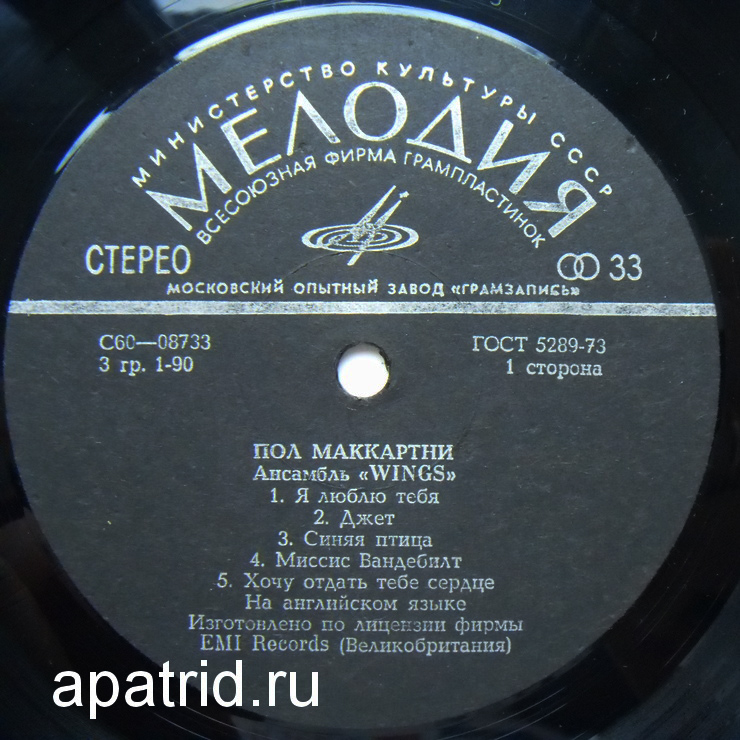 МИНИСТЕРСТВО КУЛЬТУРЫ СССР
МЕЛОДИЯ
ВСЕСОЮЗНАЯ ФИРМА ГРАМПЛАСТИНОК
СТЕРЕО
33
МОСКОВСКИЙ ОПЫТНЫЙ ЗАВОД «ГРАМЗАПИСЬ»
С60—08733
ГОСТ 5289-73
3 гр. 1-90
1 сторона
ПОЛ МАККАРТНИ
Ансамбль «WINGS»
1. Я люблю тебя
2. Джет
3. Синяя птица
4. Миссис Вандебилт
5. Хочу отдать тебе сердце
На английском языке
Изготовлено по лицензии фирмы
EMI Records (Великобритания)
apatrid.ru